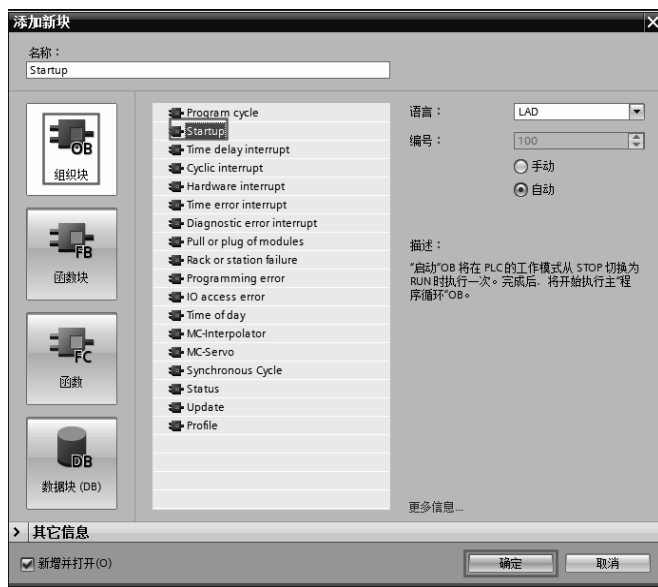 添加新块
名称：
Startup
OB
组织块
FB
函数块
FC
函数
DB
数据块 (DB)
Program cycle
Startup
Time delay interrupt
Cyclic interrupt
Hardware interrupt
Time error interrupt
Diagnostic error interrupt
Pull or plug of modules
Rack or station failure
Programming error
IO access error
Time of day
MC-Interpolator
MC-Servo
Synchronous Cycle
Status
Update
Profile
语言：
LAD
编号：
100
手动
自动
描述：
“启动”OB 将在 PLC的工作模式从 STOP 切换为
RUN 时执行一次。完成后．将开始执行主“程
序循环”OB。
更多信息...
> 其它信息
新增并打开(O)
确定
取消